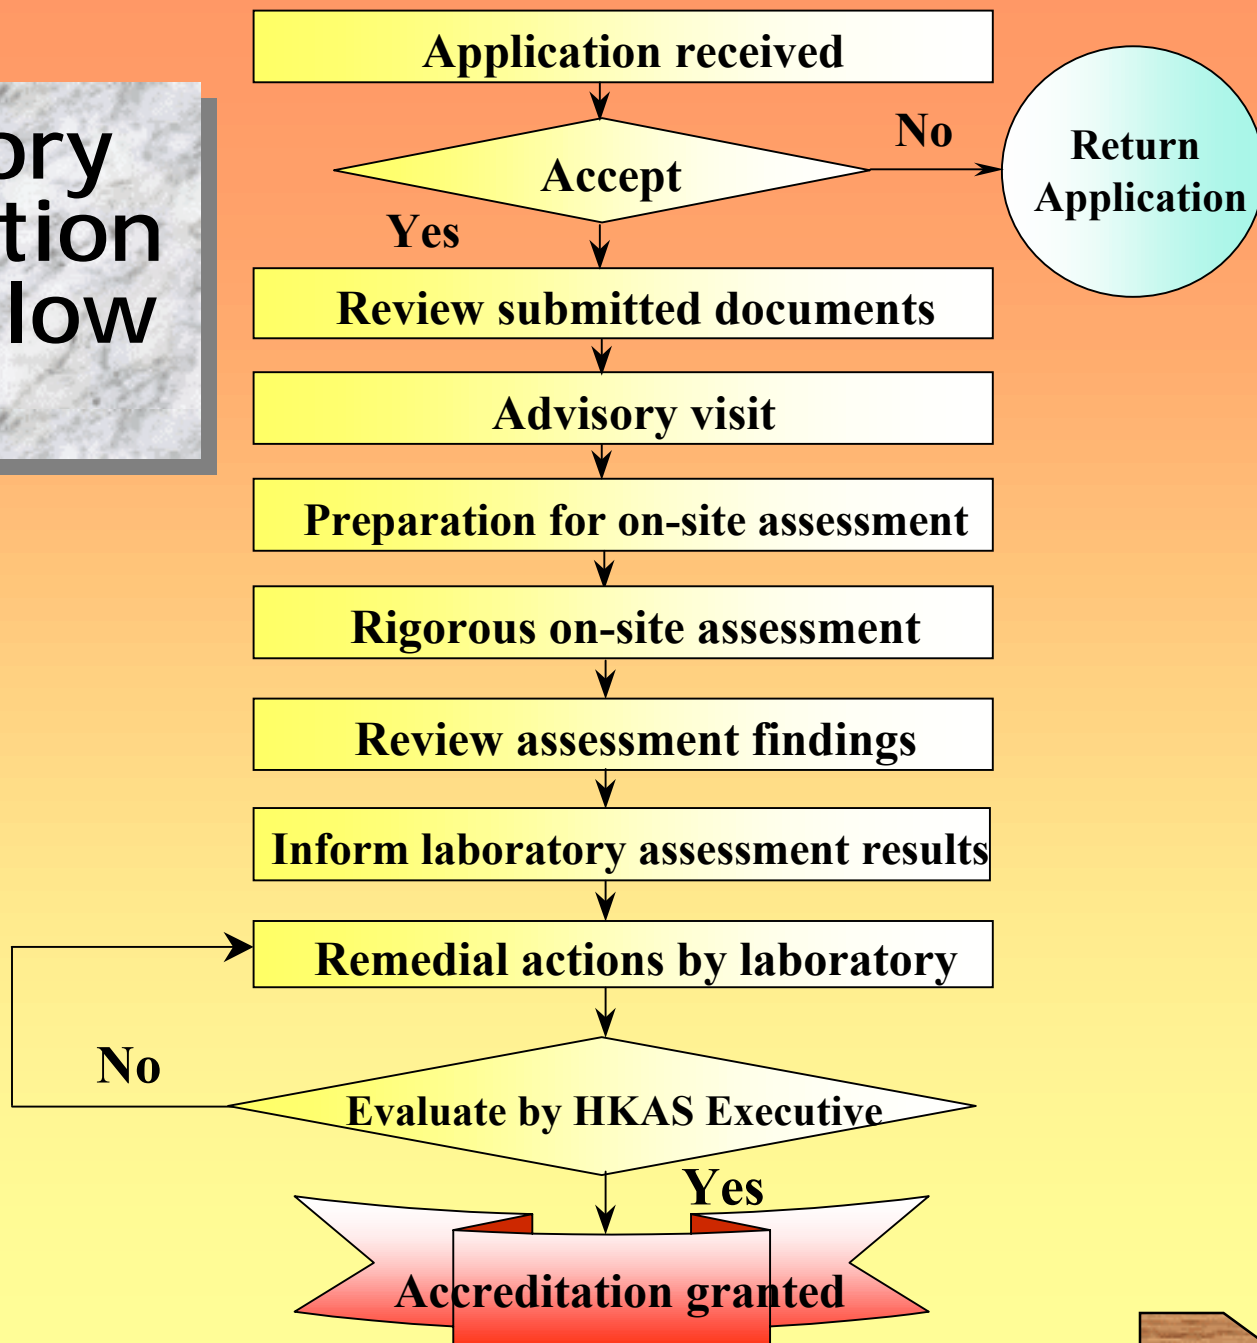 Application received
ory
tion
low
Accept
No
Return
Application
Yes
Review submitted documents
Advisory visit
Preparation for on-site assessment
Rigorous on-site assessment
Review assessment findings
Inform laboratory assessment results
Remedial actions by laboratory
No
Evaluate by HKAS Executive
Yes
Accreditation granted